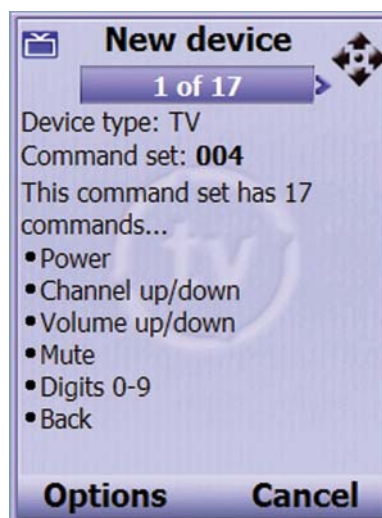 New device
1 of 17
Device type: TV
Command set: 004
This command set has 17
commands...
•Power
•Channel up/down
•Volume up/down
•Mute
•Digits 0-9
•Back
tv
Options Cancel